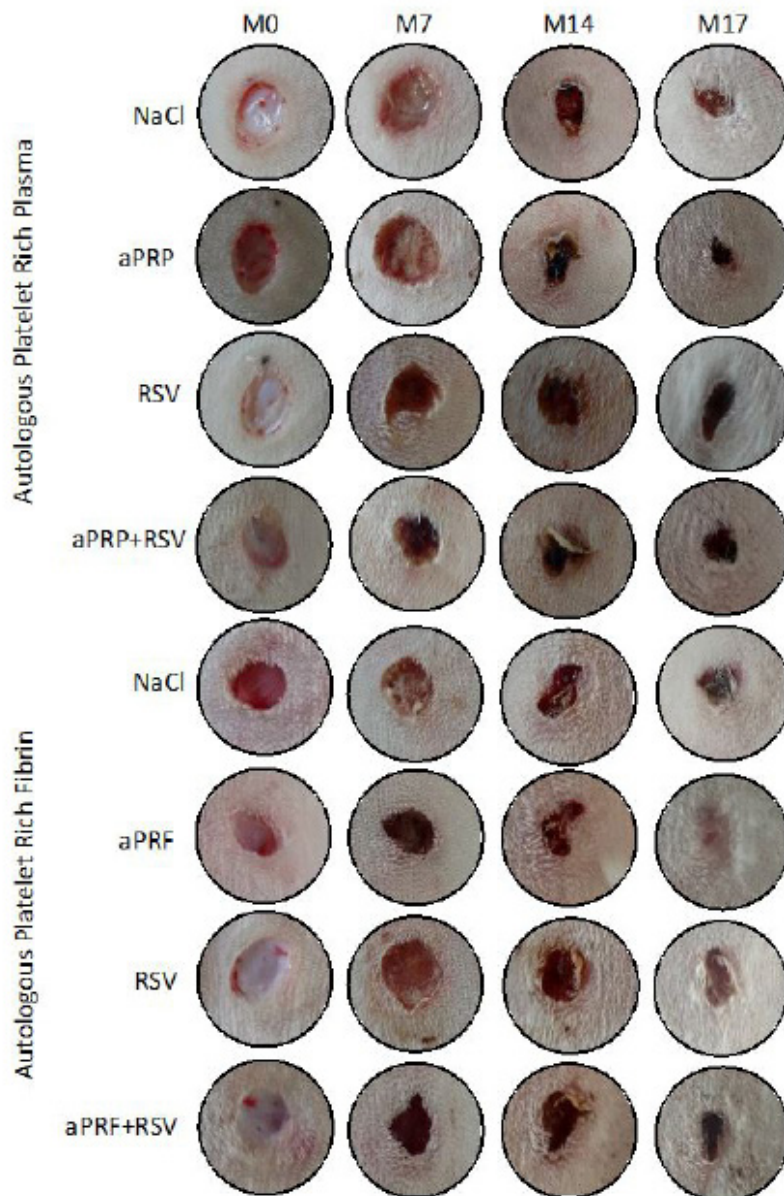 M0 M7 M14 M17
Autologous Platelet Rich Plasma
NaCl
aPRP
RSV
aPRP+RSV
Autologous Platelet Rich Fibrin
NaCl
aPRF
RSV
aPRF+RSV